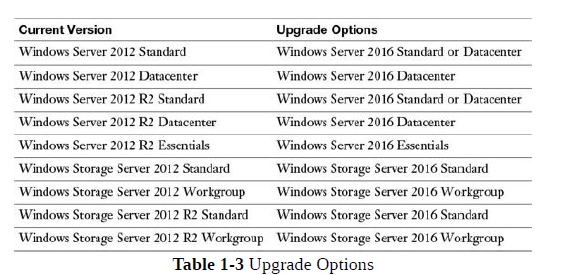 Current Version Upgrade Options
Windows Server 2012 Standard Windows Server 2016 Standard or Datacenter
Windows Server 2012 Datacenter Windows Server 2016 Datacenter
Windows Server 2012 R2 Standard Windows Server 2016 Standard or Datacenter
Windows Server 2012 R2 Datacenter Windows Server 2016 Datacenter
Windows Server 2012 R2 Essentials Windows Server 2016 Essentials
Windows Storage Server 2012 Standard Windows Storage Server 2016 Standard
Windows Storage Server 2012 Workgroup Windows Storage Server 2016 Workgroup
Windows Storage Server 2012 R2 Standard Windows Storage Server 2016 Standard
Windows Storage Server 2012 R2 Workgroup Windows Storage Server 2016 Workgroup
Table 1-3 Upgrade Options